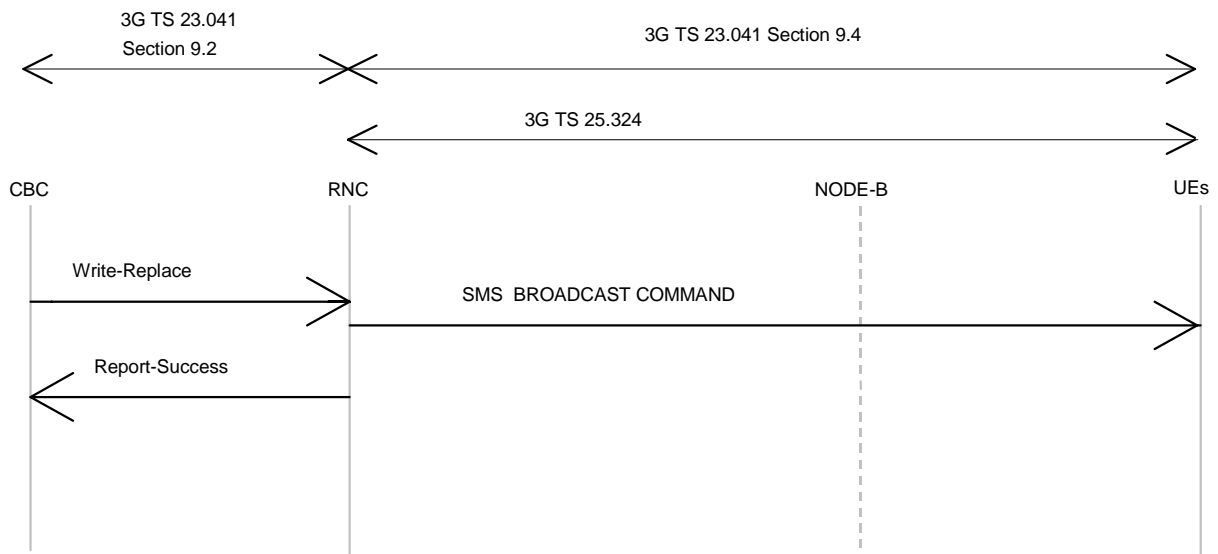 3G TS 23.041
Section 9.2
3G TS 23.041 Section 9.4
3G TS 25.324
CBC
RNC
NODE-B
UEs
Write-Replace
SMS BROADCAST COMMAND
Report-Success